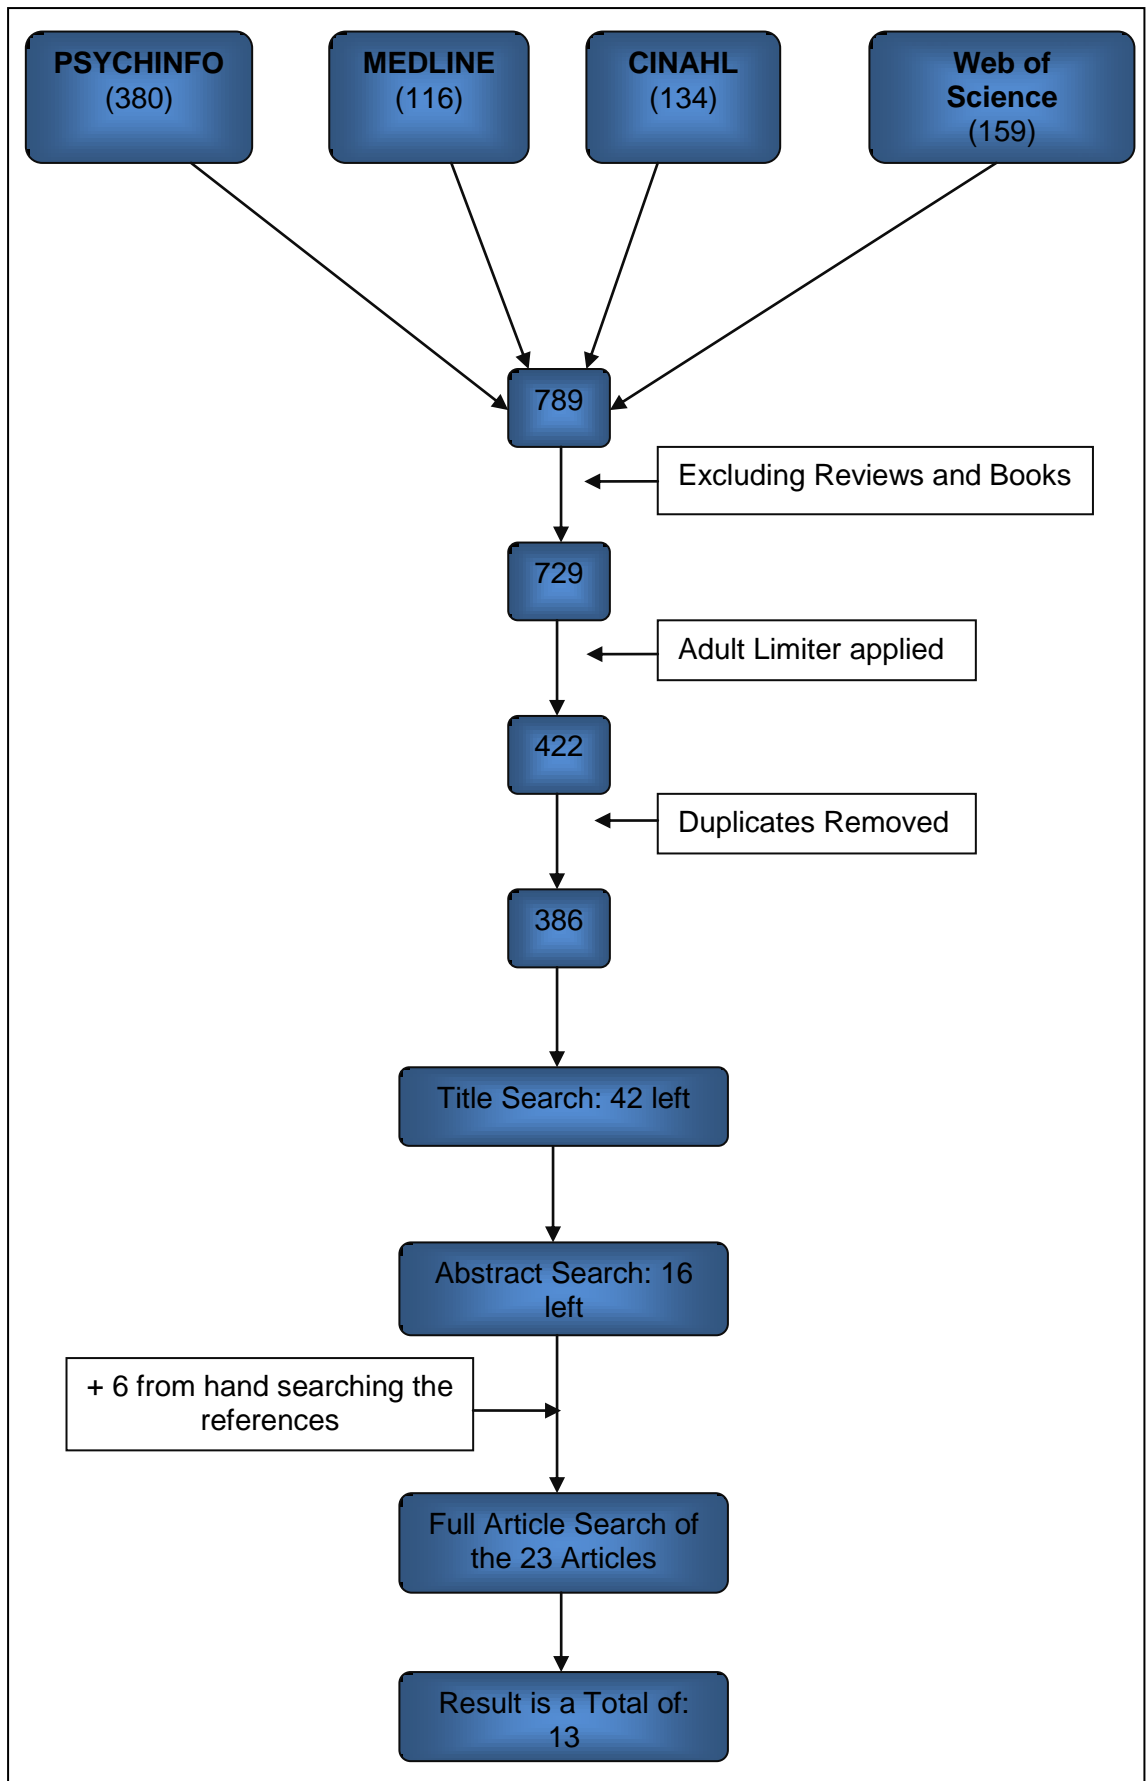 PSYCHINFO
(380)
MEDLINE
(116)
CINAHL
(134)
Web of
Science
(159)
789
Excluding Reviews and Books
729
Adult Limiter applied
422
Duplicates Removed
386
Title Search: 42 left
Abstract Search: 16
left
+ 6 from hand searching the
references
Full Article Search of
the 23 Articles
Result is a Total of:
13